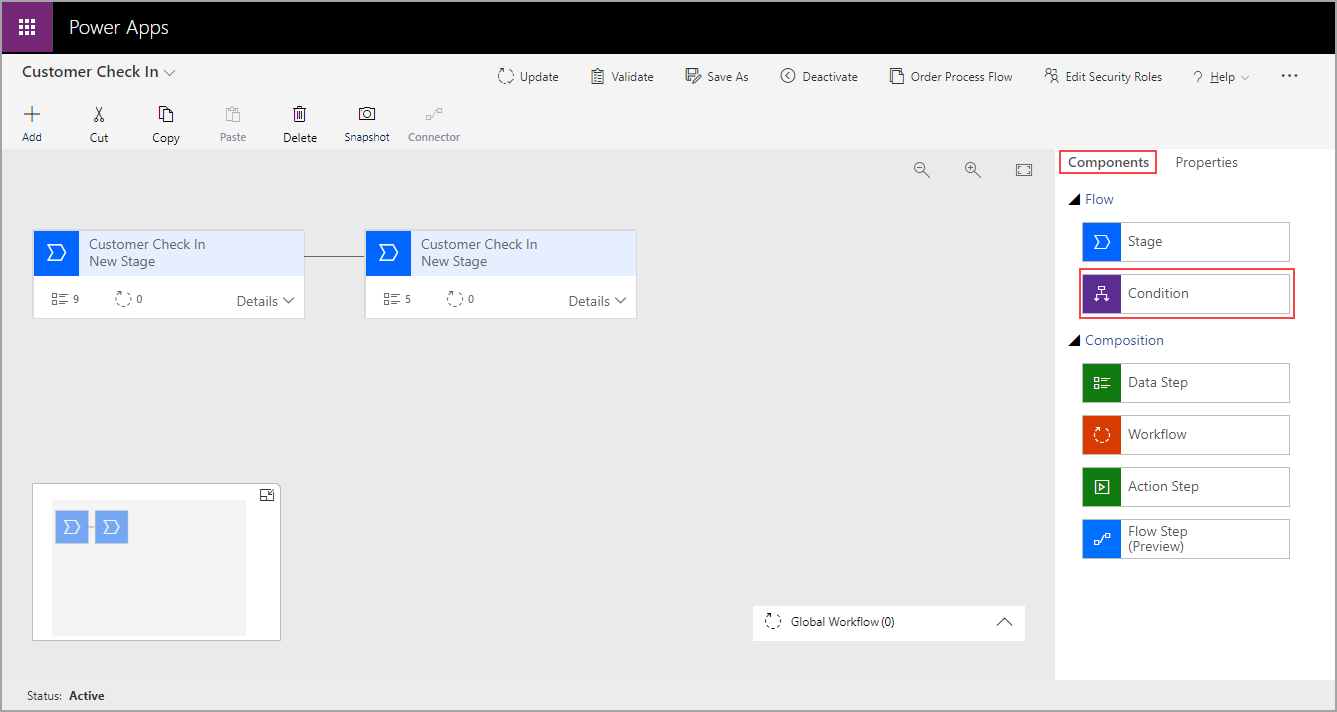 Power Apps
Customer Check In
Update
Validate
Save As
Deactivate
Order Process Flow
Edit Security Roles
? Help
...
Add
Cut
Copy
Paste
Delete
Snapshot
Connector
Components
Properties
Flow
Stage
Condition
Composition
Data Step
Workflow
Action Step
Flow Step
(Preview)
Customer Check In
New Stage
9
0
Details
Customer Check In
New Stage
5
0
Details
Global Workflow (0)
Status: Active